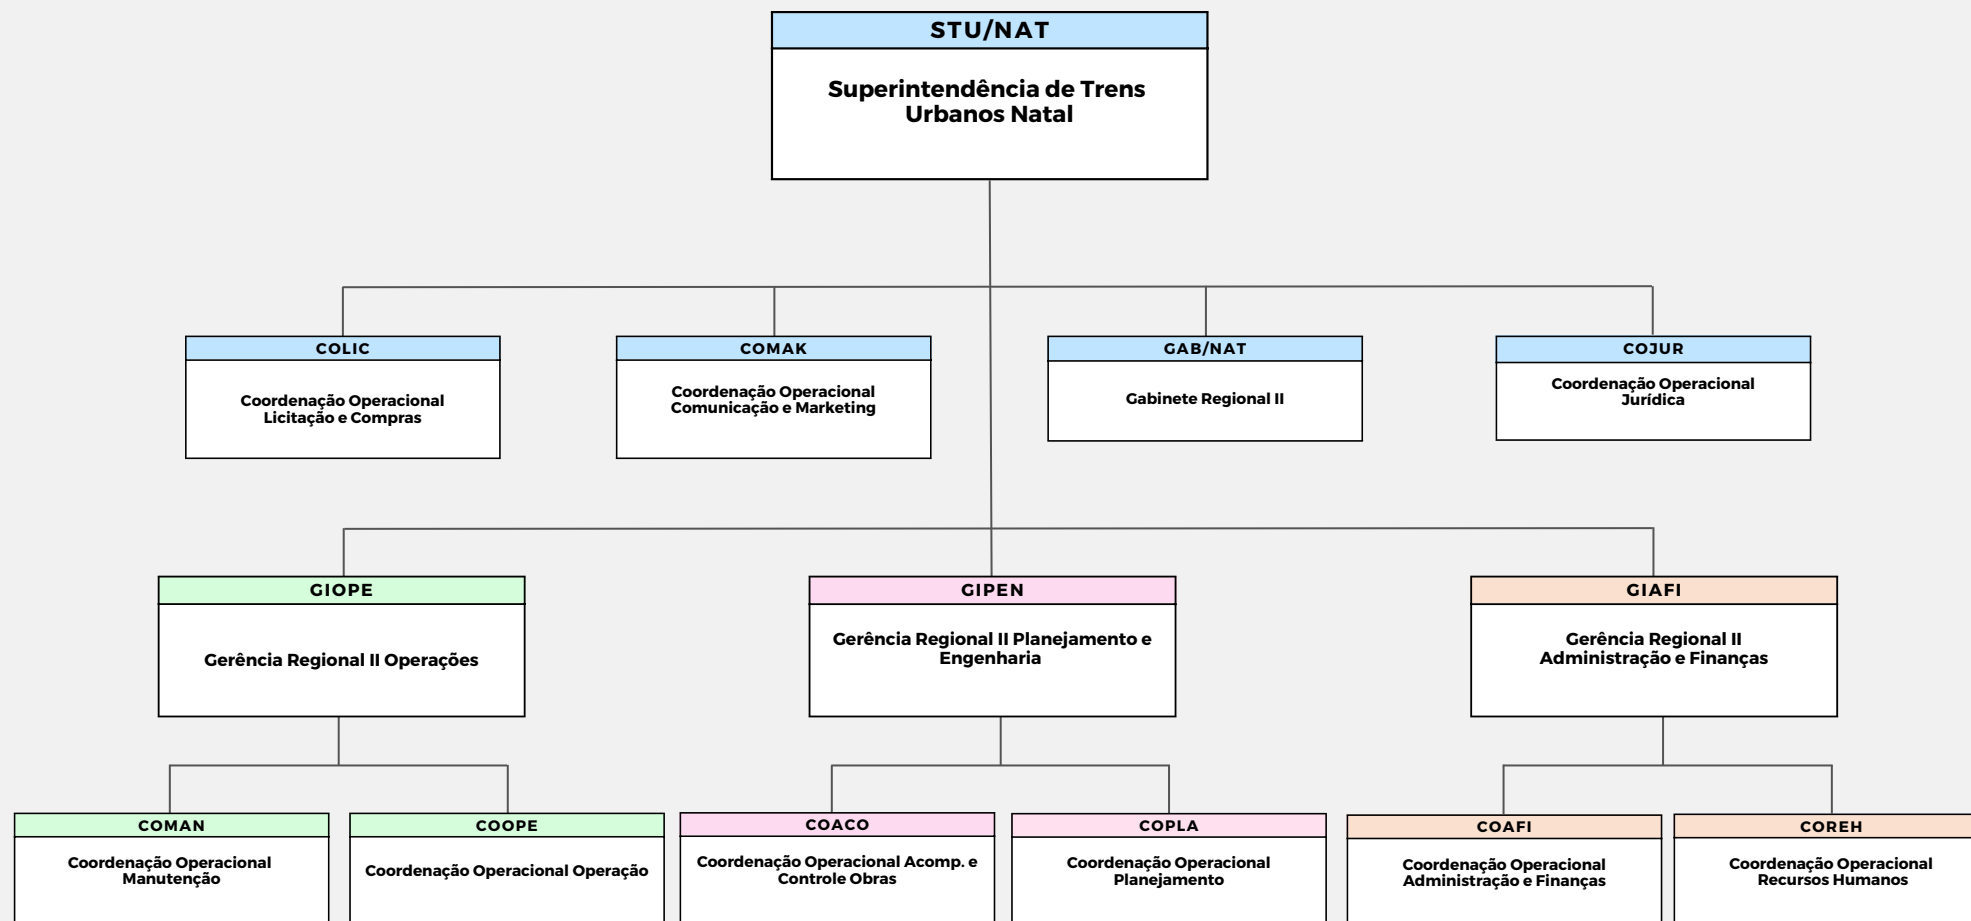 STU/NAT
Superintendência de Trens
Urbanos Natal
COLIC
Coordenação Operacional
Licitação e Compras
COMAK
Coordenação Operacional
Comunicação e Marketing
GAB/NAT
Gabinete Regional II
COJUR
Coordenação Operacional
Jurídica
GIOPE
Gerência Regional II Operações
GIPEN
Gerência Regional II Planejamento e
Engenharia
GIAFI
Gerência Regional II
Administração e Finanças
COMAN
Coordenação Operacional
Manutenção
COOPE
Coordenação Operacional Operação
COACO
Coordenação Operacional Acomp. e
Controle Obras
COPLA
Coordenação Operacional
Planejamento
COAFI
Coordenação Operacional
Administração e Finanças
COREH
Coordenação Operacional
Recursos Humanos